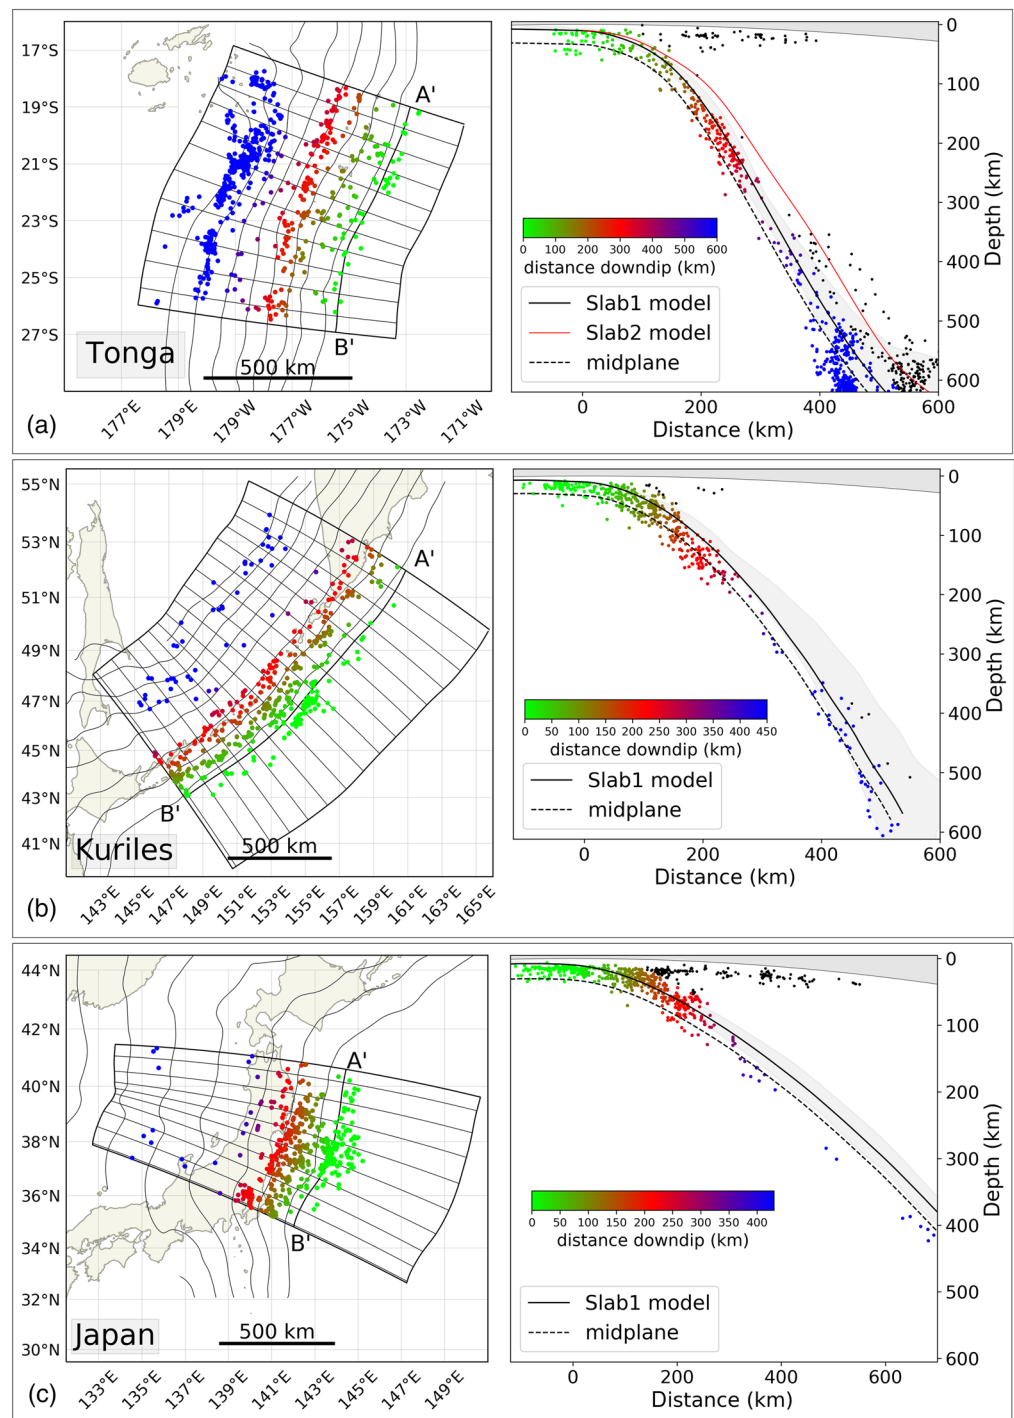 17°S
19°S
21°S
23°S
25°S
27°S
A'
B'
Tonga
500 km
177°E
179°E
179°W
177°W
175°W
173°W
171°W
(a)
0
100
200
300
400
500
600
Depth (km)
0 100 200 300 400 500 600
distance downdip (km)
Slab1 model
Slab2 model
midplane
0 200 400 600
Distance (km)
55°N
53°N
51°N
49°N
47°N
45°N
43°N
41°N
A'
B'
Kuriles
500 km
143°E
145°E
147°E
149°E
151°E
153°E
155°E
157°E
159°E
161°E
163°E
165°E
(b)
0
100
200
300
400
500
600
Depth (km)
0 50 100 150 200 250 300 350 400 450
distance downdip (km)
Slab1 model
midplane
0 200 400 600
Distance (km)
44°N
42°N
40°N
38°N
36°N
34°N
32°N
30°N
A'
B'
Japan
500 km
133°E
135°E
137°E
139°E
141°E
143°E
145°E
147°E
149°E
(c)
0
100
200
300
400
500
600
Depth (km)
0 50 100 150 200 250 300 350 400
distance downdip (km)
Slab1 model
midplane
0 200 400 600
Distance (km)